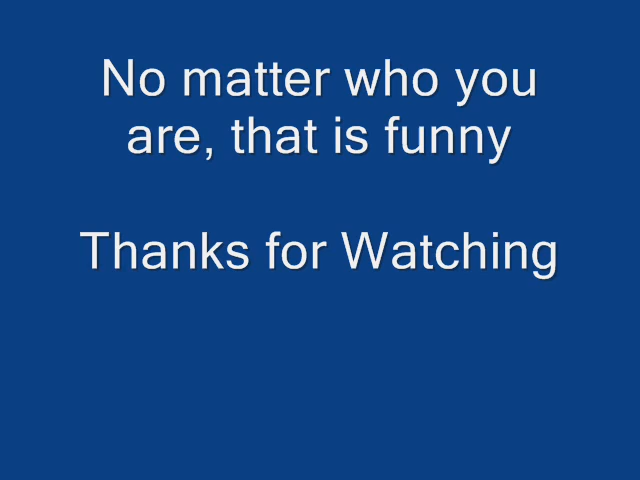 No matter who you
are, that is funny
Thanks for Watching